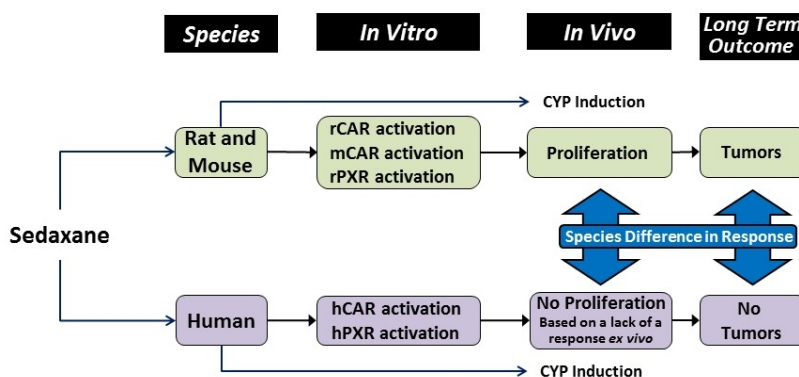 Species
In Vitro
In Vivo
Long Term
Outcome
CYP Induction
Rat and
Mouse
rCAR activation
mCAR activation
rPXR activation
Proliferation
Tumors
Sedaxane
Species Difference in Response
Human
hCAR activation
hPXR activation
No Proliferation
Based on a lack of a
response ex vivo
No
Tumors
CYP Induction